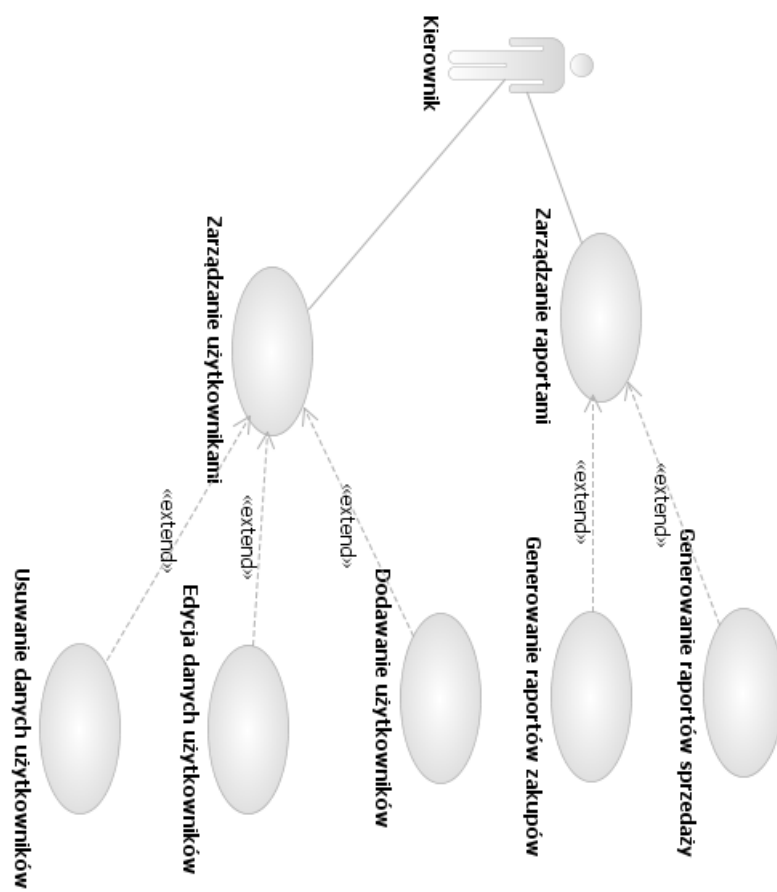 Kierownik
Zarządzanie raportami
Zarządzanie użytkownikami
«extend»
«extend»
«extend»
«extend»
«extend»
Generowanie raportów sprzedaży
Generowanie raportów zakupów
Dodawanie użytkowników
Edycja danych użytkowników
Usuwanie danych użytkowników